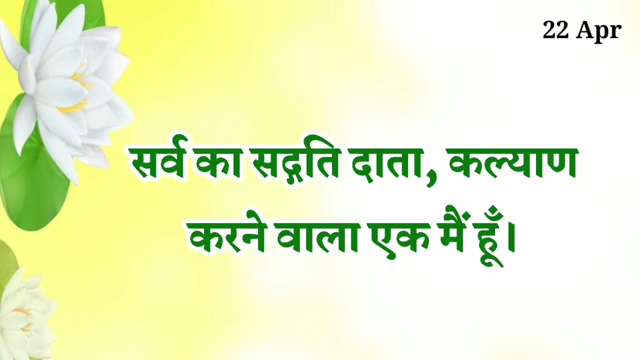 22 Apr
सर्व का सद्गति दाता, कल्याण
करने वाला एक मैं हूँ।